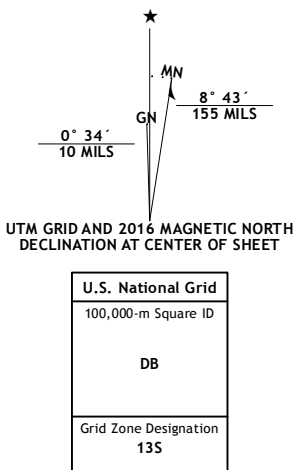 MN
GN
8° 43´
155 MILS
0° 34´
10 MILS
UTM GRID AND 2016 MAGNETIC NORTH
DECLINATION AT CENTER OF SHEET
U.S. National Grid
100,000-m Square ID
DB
Grid Zone Designation
13S